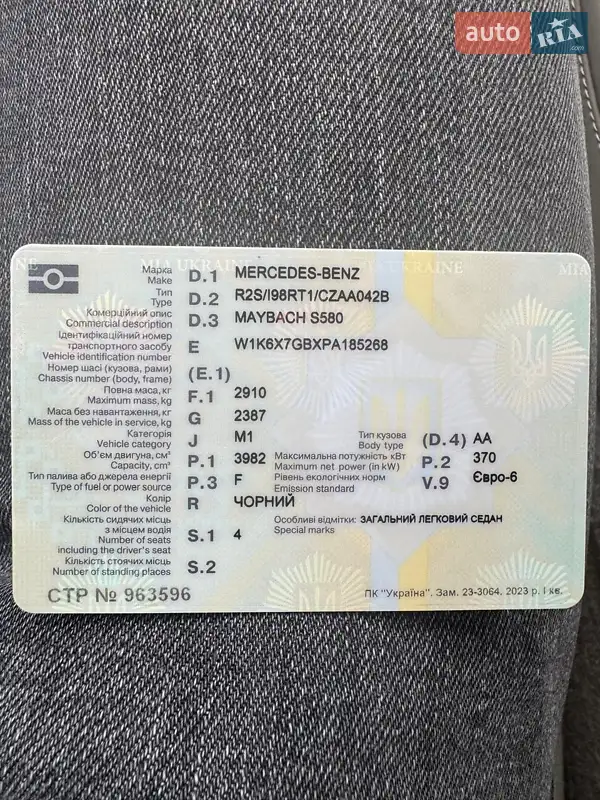 auto RIA.com
NE MIA UKRAINE MIA UKRAINE MIA
Марка
Make D.1 MERCEDES-BENZ
Тип
Type D.2 R2S/I98RT1/CZAA042B
Комерційний опис
Commercial description D.3 MAYBACH S580
Ідентифікаційний номер
транспортного засобу
Vehicle identification number E W1K6X7GBXPA185268
Номер шасі (кузова, рами)
Chassis number (body, frame) (E.1)
Повна маса, кг
Maximum mass, kg F.1 2910
Маса без навантаження, кг
Mass of the vehicle in service, kg G 2387
Категорія
Vehicle category J M1
Тип кузова
Body type (D.4) AA
Об'єм двигуна, см³
Capacity, cm³ P.1 3982
Максимальна потужність кВт
Maximum net power (in kW) P.2 370
Тип палива або джерела енергії
Type of fuel or power source P.3 F
Рівень екологічних норм
Emission standard V.9 Євро-6
Колір
Color of the vehicle R ЧОРНИЙ
Кількість сидячих місць
з місцем водія
Number of seats
including the driver's seat S.1 4
Особливі відмітки: ЗАГАЛЬНИЙ ЛЕГКОВИЙ СЕДАН
Special marks
Кількість стоячих місць
Number of standing places S.2
СТР № 963596
ПК "Україна". Зам. 23-3064. 2023 р. І кв.